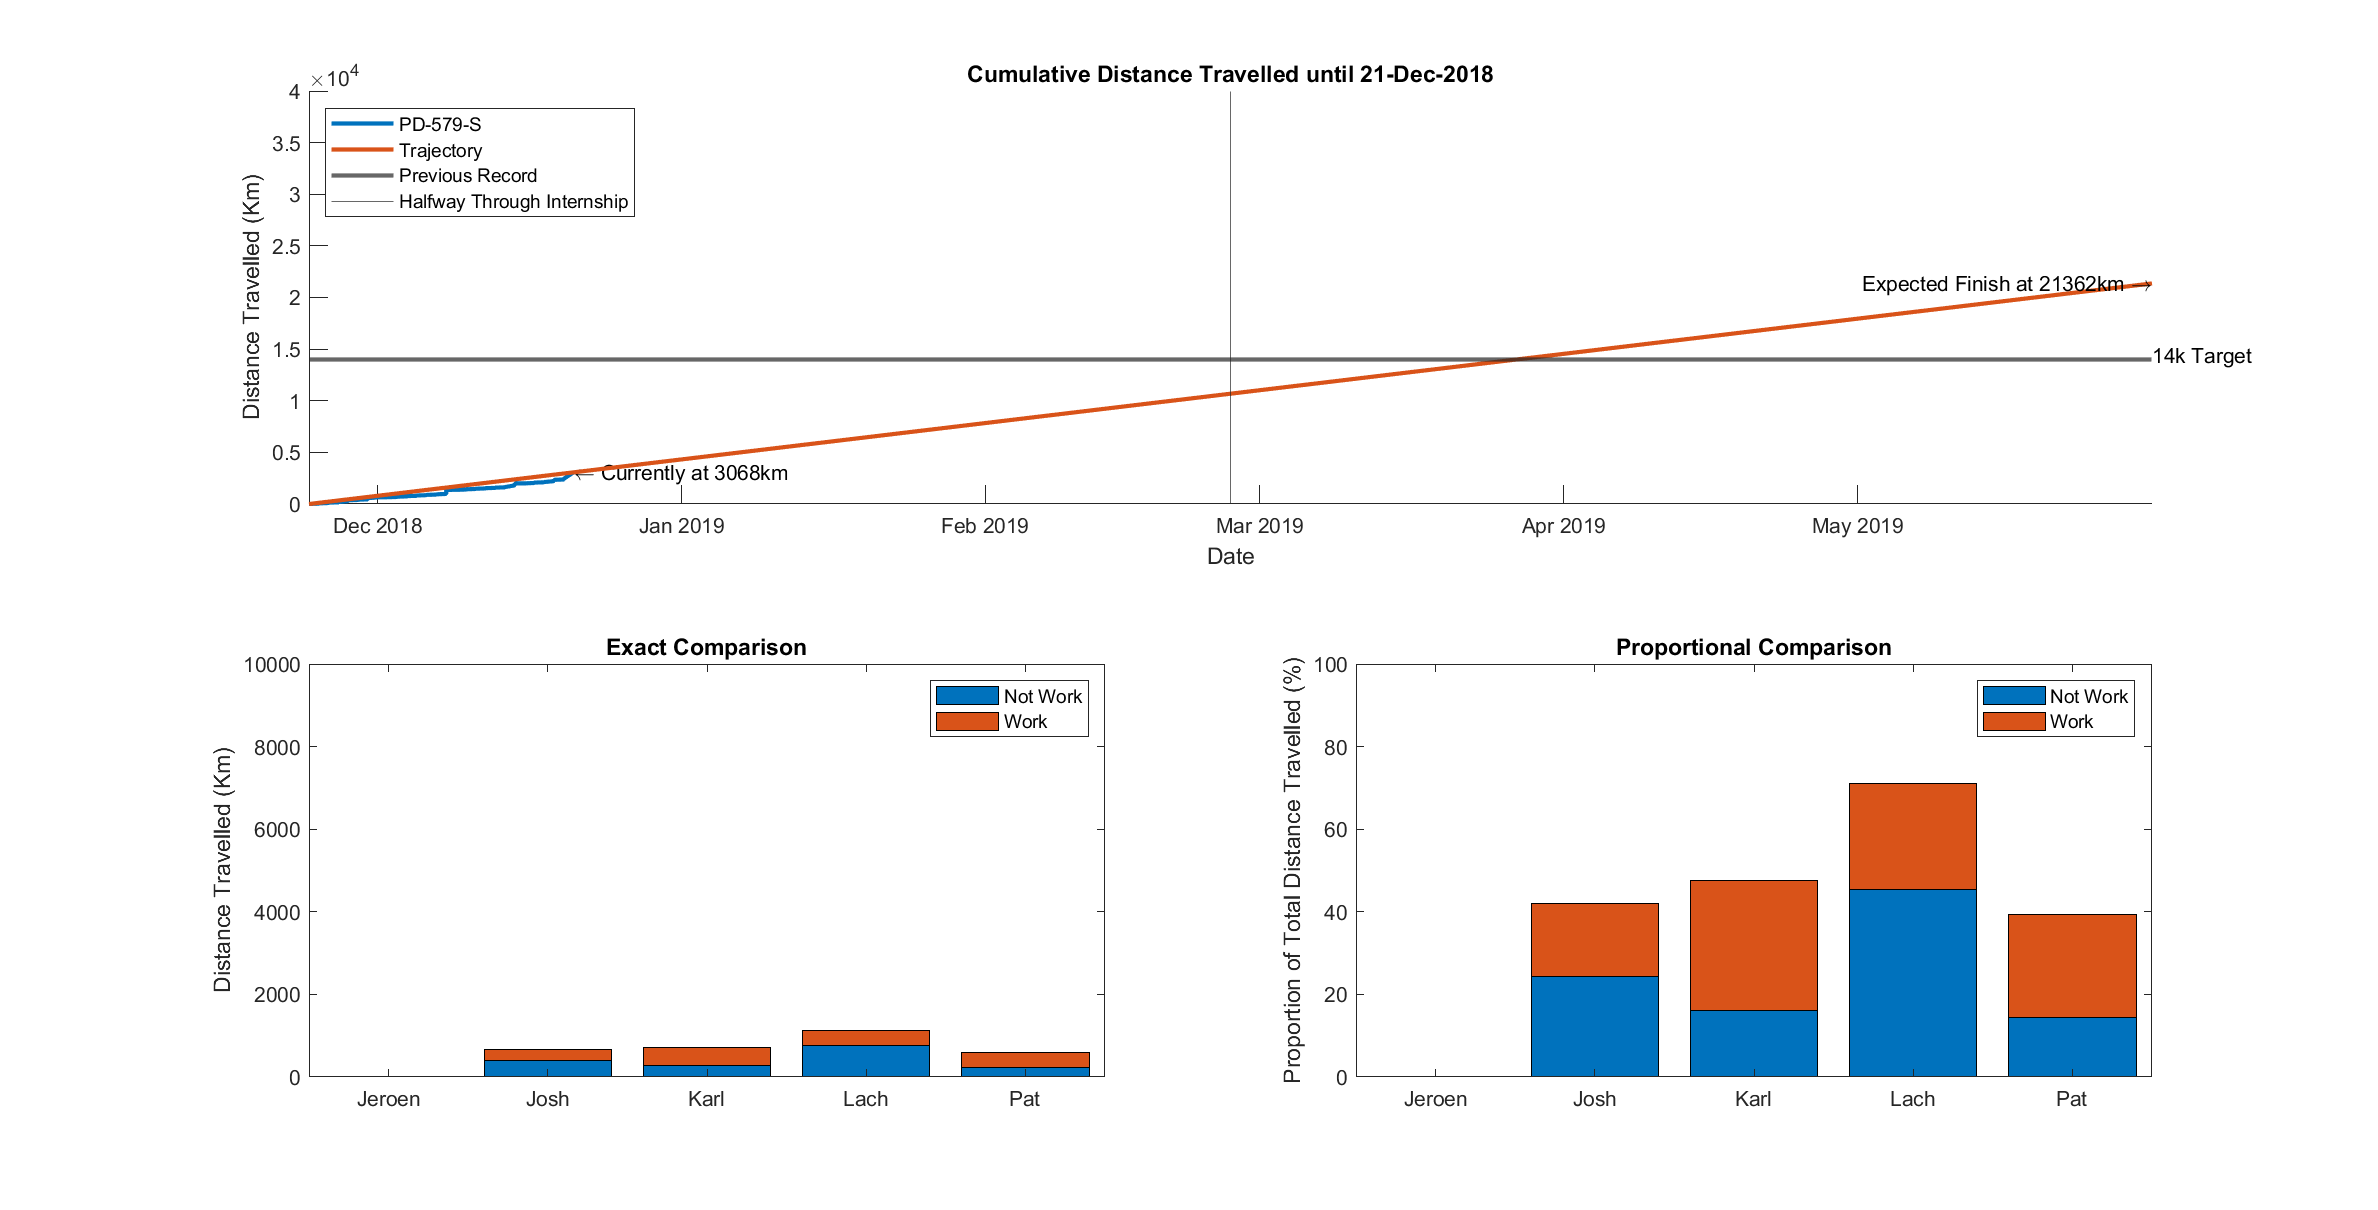 Cumulative Distance Travelled until 21-Dec-2018
×10^4
4
3.5
3
2.5
2
1.5
1
0.5
0
Distance Travelled (Km)
PD-579-S
Trajectory
Previous Record
Halfway Through Internship
Expected Finish at 21362km
14k Target
Currently at 3068km
Dec 2018 Jan 2019 Feb 2019 Mar 2019 Apr 2019 May 2019
Date
Exact Comparison
10000
8000
6000
4000
2000
0
Distance Travelled (Km)
Not Work
Work
Jeroen Josh Karl Lach Pat
Proportional Comparison
100
80
60
40
20
0
Proportion of Total Distance Travelled (%)
Not Work
Work
Jeroen Josh Karl Lach Pat